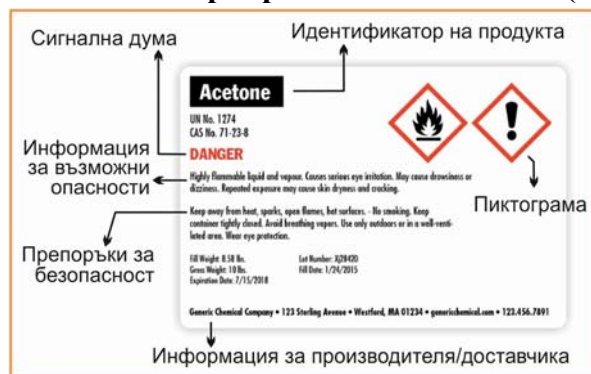 Сигнална дума
Идентификатор на продукта
Acetone
UN No. 1274
CAS No. 71-23-8
DANGER
Информация
за възможни
опасности
Highly flammable liquid and vapour. Causes serious eye irritation. May cause drowsiness or
dizziness. Repeated exposure may cause skin dryness and cracking.
Пиктограма
Keep away from heat, sparks, open flames, hot surfaces. - No smoking. Keep
container tightly closed. Avoid breathing vapers. Use only outdoors or in a well-venti-
lated area. Wear eye protection.
Препоръки за
безопасност
Fill Weight: 8.58 lbs.
Lot Number: Xj28420
Gross Weight: 10 lbs.
Fill Date: 1/24/2015
Expiration Date: 7/15/2018
Generic Chemical Company • 123 Sterling Avenue • Westford, MA 01234 • genericchemical.com • 123.456.7891
Информация за производителя/доставчика